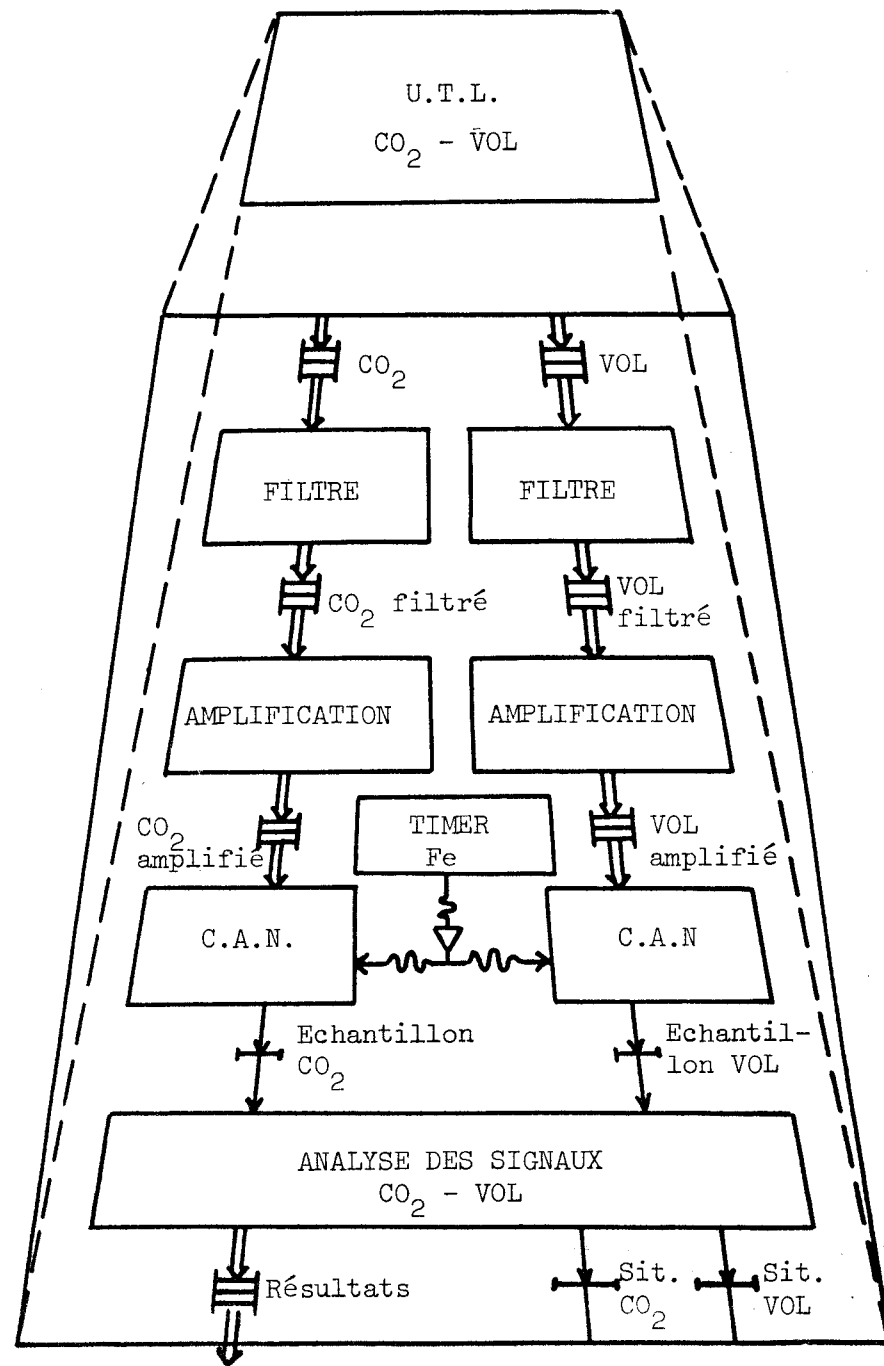 U.T.L.
CO2 - VOL
CO2
VOL
FILTRE
FILTRE
CO2 filtré
VOL
filtré
AMPLIFICATION
AMPLIFICATION
CO2
amplifié
TIMER
Fe
VOL
amplifié
C.A.N.
C.A.N
Echantillon
CO2
Echantil-
lon VOL
ANALYSE DES SIGNAUX
CO2 - VOL
Résultats
Sit.
CO2
Sit.
VOL